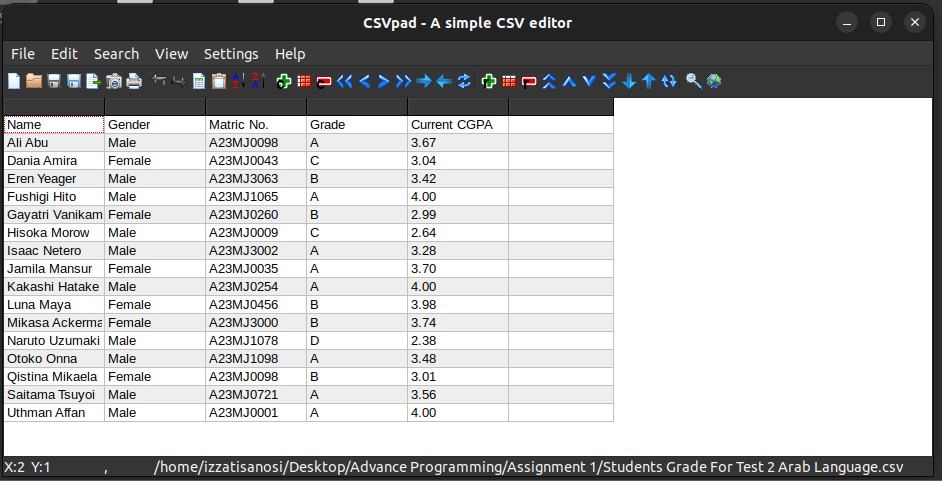 CSVpad - A simple CSV editor
File Edit Search View Settings Help
Name Gender Matric No. Grade Current CGPA
Ali Abu Male A23MJ0098 A 3.67
Dania Amira Female A23MJ0043 C 3.04
Eren Yeager Male A23MJ3063 B 3.42
Fushigi Hito Male A23MJ1065 A 4.00
Gayatri Vanikam Female A23MJ0260 B 2.99
Hisoka Morow Male A23MJ0009 C 2.64
Isaac Netero Male A23MJ3002 A 3.28
Jamila Mansur Female A23MJ0035 A 3.70
Kakashi Hatake Male A23MJ0254 A 4.00
Luna Maya Female A23MJ0456 B 3.98
Mikasa Ackerma Female A23MJ3000 B 3.74
Naruto Uzumaki Male A23MJ1078 D 2.38
Otoko Onna Male A23MJ1098 A 3.48
Qistina Mikaela Female A23MJ0098 B 3.01
Saitama Tsuyoi Male A23MJ0721 A 3.56
Uthman Affan Male A23MJ0001 A 4.00
X:2 Y:1 , /home/izzatisanosi/Desktop/Advance Programming/Assignment 1/Students Grade For Test 2 Arab Language.csv